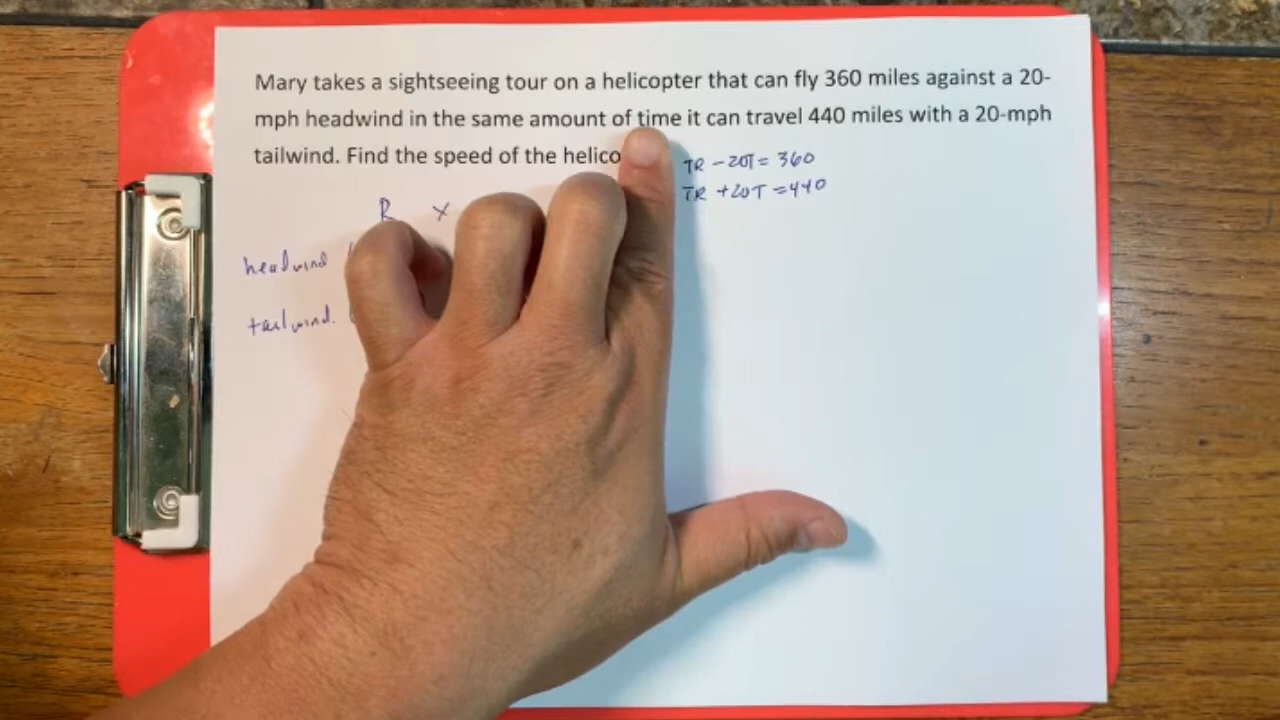 Mary takes a sightseeing tour on a helicopter that can fly 360 miles against a 20-
mph headwind in the same amount of time it can travel 440 miles with a 20-mph
tailwind. Find the speed of the helico
TR - 20T = 360
TR + 20T = 440
R x
headwind
tailwind.